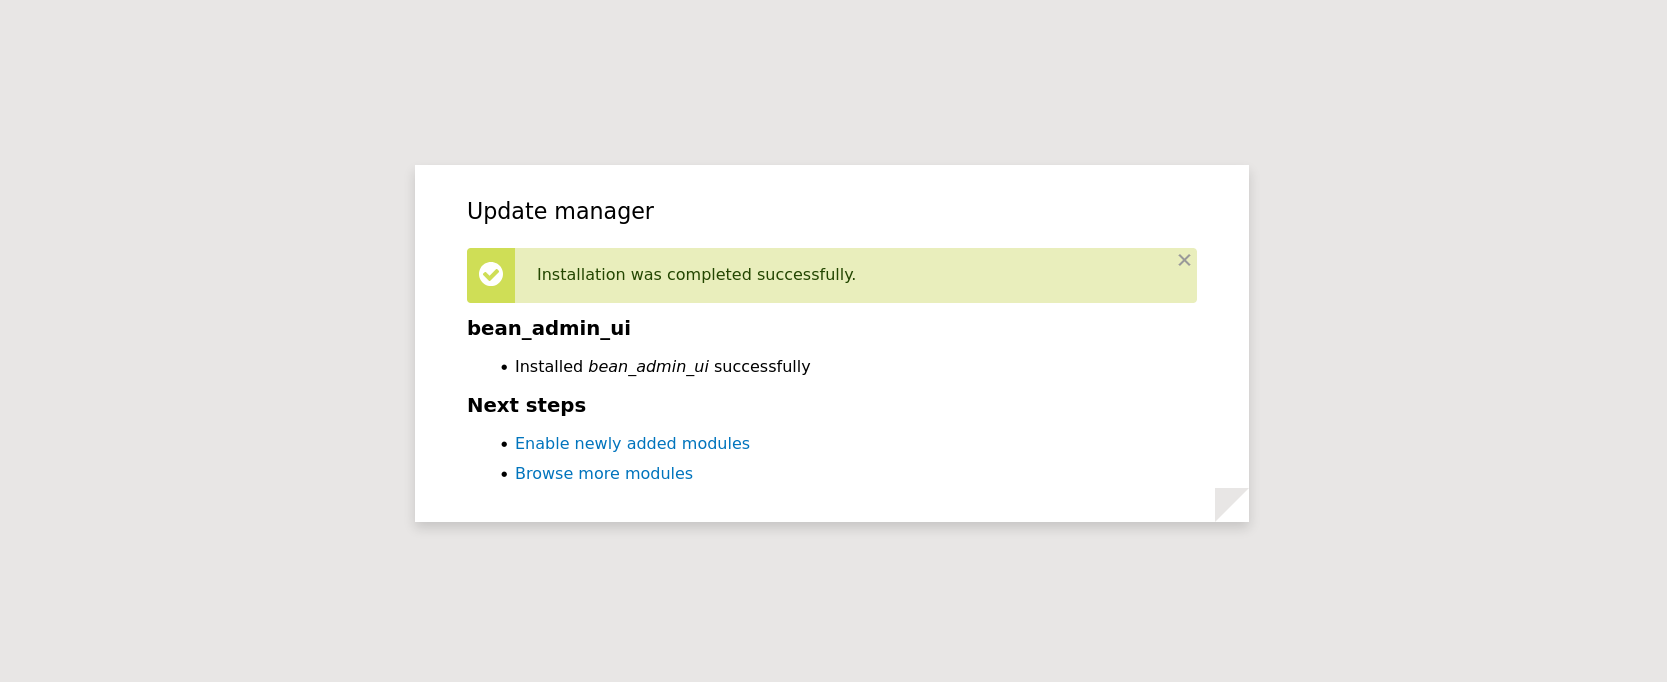 Update manager
Installation was completed successfully.
bean_admin_ui
Installed bean_admin_ui successfully
Next steps
Enable newly added modules
Browse more modules